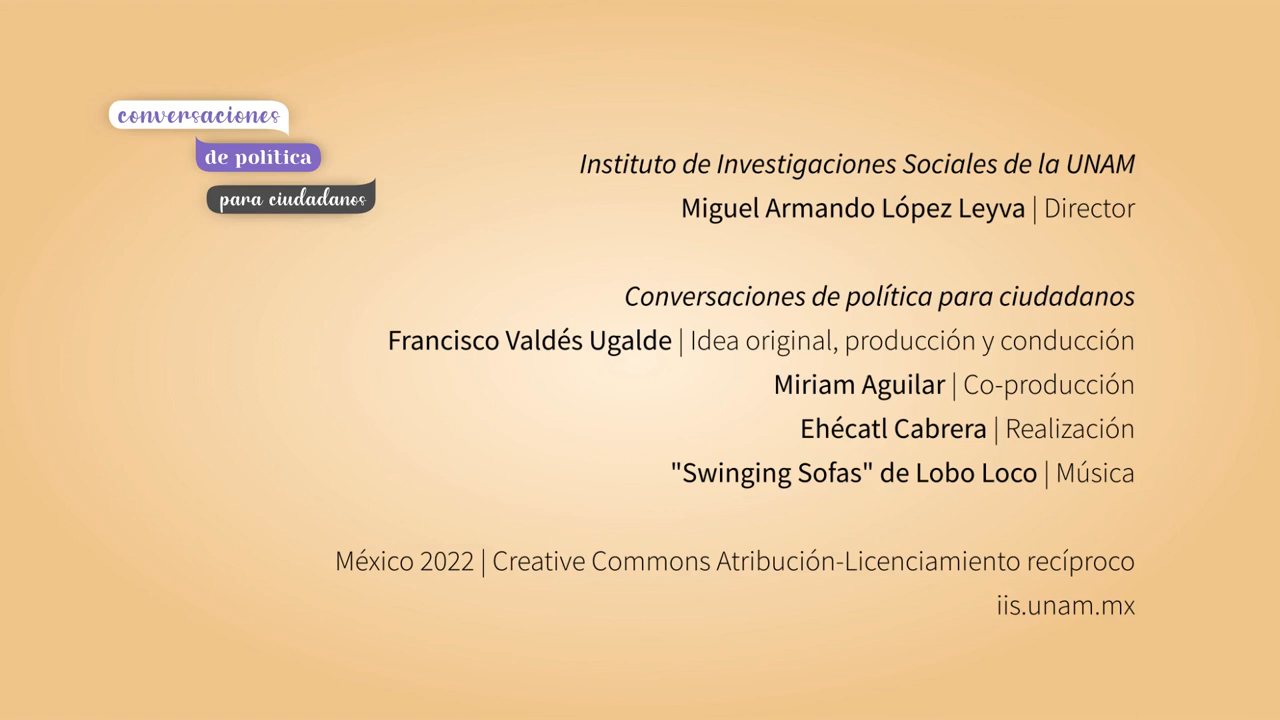 conversaciones
de política
para ciudadanos
Instituto de Investigaciones Sociales de la UNAM
Miguel Armando López Leyva | Director
Conversaciones de política para ciudadanos
Francisco Valdés Ugalde | Idea original, producción y conducción
Miriam Aguilar | Co-producción
Ehécatl Cabrera | Realización
"Swinging Sofas" de Lobo Loco | Música
México 2022 | Creative Commons Atribución-Licenciamiento recíproco
iis.unam.mx